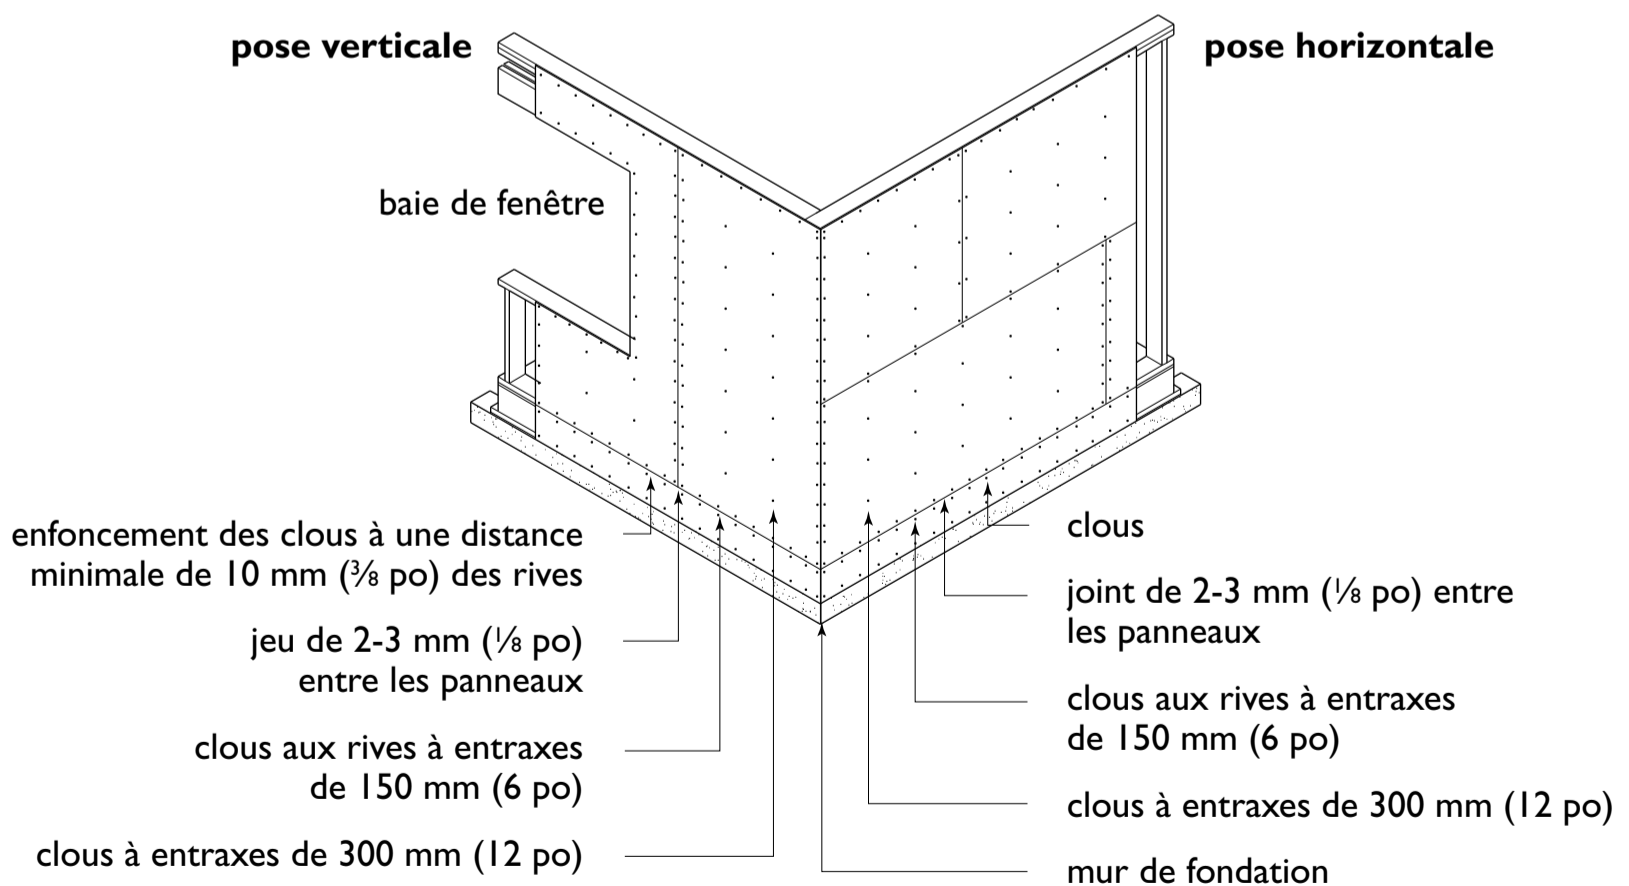 pose verticale
pose horizontale
baie de fenêtre
enfoncement des clous à une distance
minimale de 10 mm (⅜ po) des rives
jeu de 2-3 mm (⅛ po)
entre les panneaux
clous aux rives à entraxes
de 150 mm (6 po)
clous à entraxes de 300 mm (12 po)
clous
joint de 2-3 mm (⅛ po) entre
les panneaux
clous aux rives à entraxes
de 150 mm (6 po)
clous à entraxes de 300 mm (12 po)
mur de fondation